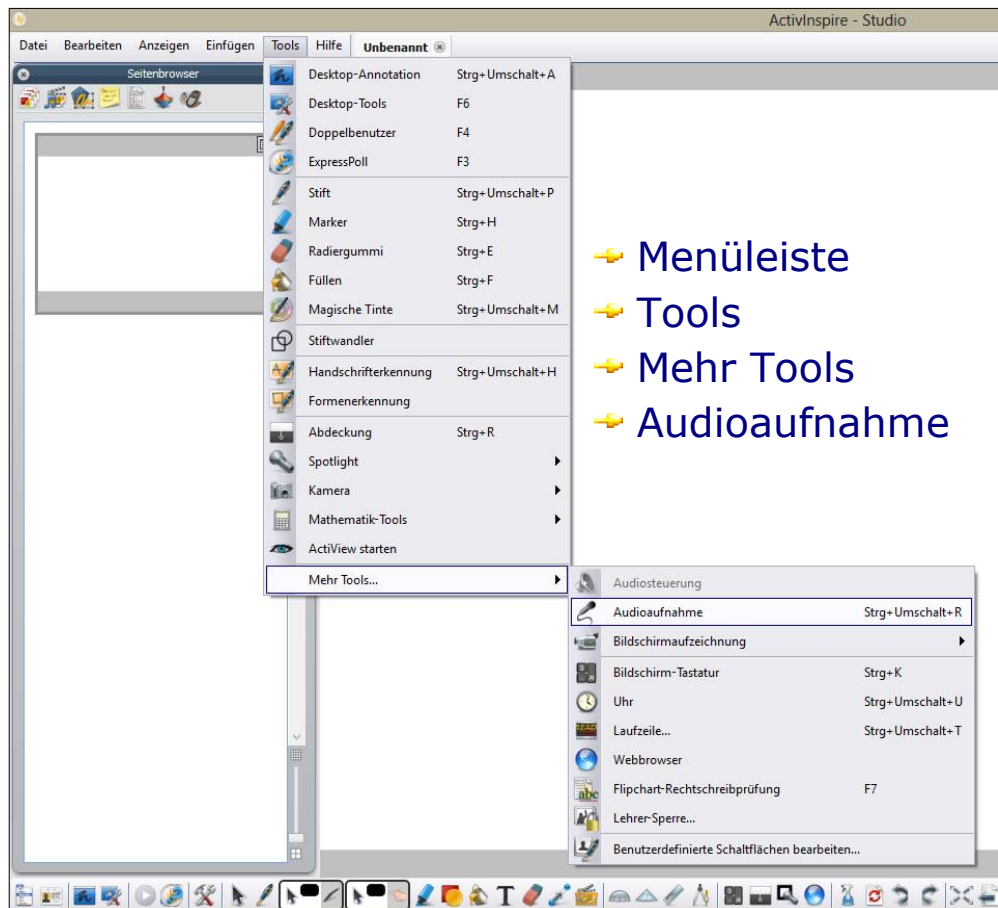 ActivInspire - Studio
Datei Bearbeiten Anzeigen Einfügen Tools Hilfe Unbenannt
Seitenbrowser
Desktop-Annotation Strg+Umschalt+A
Desktop-Tools F6
Doppelbenutzer F4
ExpressPoll F3
Stift Strg+Umschalt+P
Marker Strg+H
Radiergummi Strg+E
Füllen Strg+F
Magische Tinte Strg+Umschalt+M
Stiftwandler
Handschrifterkennung Strg+Umschalt+H
Formenerkennung
Abdeckung Strg+R
Spotlight
Kamera
Mathematik-Tools
ActiView starten
Mehr Tools...
Menüleiste
Tools
Mehr Tools
Audioaufnahme
Audiosteuerung
Audioaufnahme Strg+Umschalt+R
Bildschirmaufzeichnung
Bildschirm-Tastatur Strg+K
Uhr Strg+Umschalt+U
Laufzeile... Strg+Umschalt+T
Webbrowser
Flipchart-Rechtschreibprüfung F7
Lehrer-Sperre...
Benutzerdefinierte Schaltflächen bearbeiten...